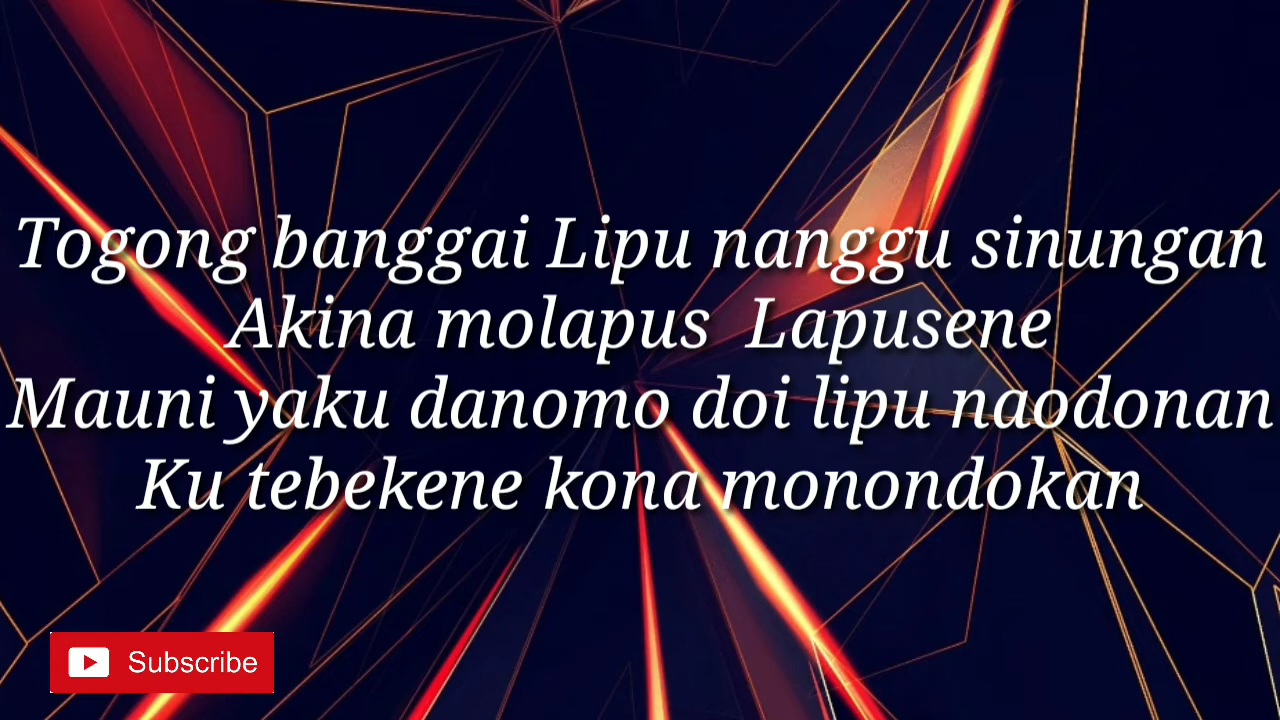 Togong banggai Lipu nanggu sinungan
Akina molapus Lapusene
Mauni yaku danomo doi lipu naodonan
Ku tebekene kona monondokan
Subscribe